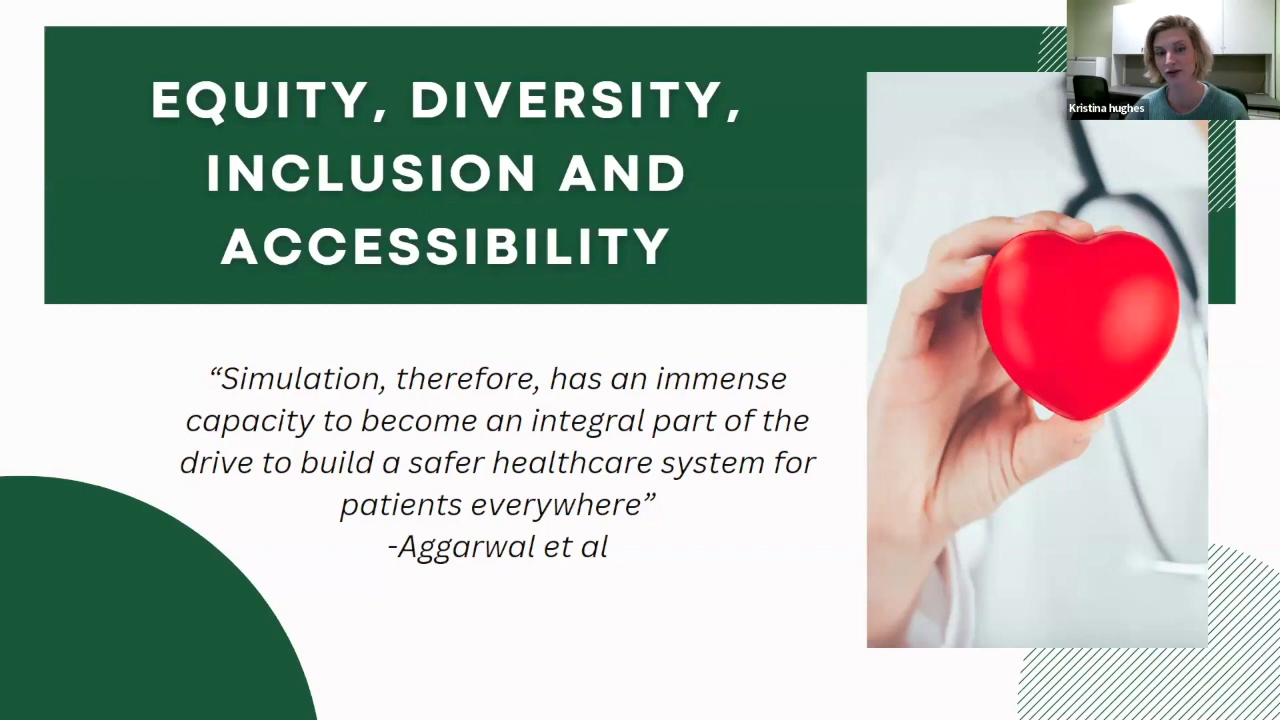 EQUITY, DIVERSITY,
INCLUSION AND
ACCESSIBILITY
Kristina hughes
“Simulation, therefore, has an immense
capacity to become an integral part of the
drive to build a safer healthcare system for
patients everywhere”
-Aggarwal et al